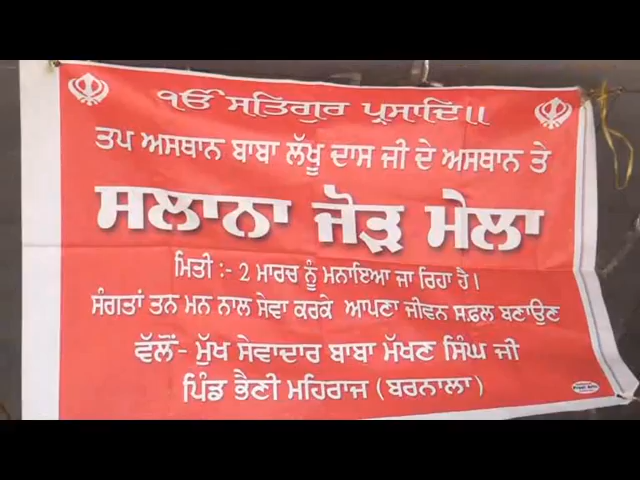 ੴ ਸਤਿਗੁਰ ਪ੍ਰਸਾਦਿ॥
ਤਪ ਅਸਥਾਨ ਬਾਬਾ ਲੱਖੂ ਦਾਸ ਜੀ ਦੇ ਅਸਥਾਨ ਤੇ
ਸਲਾਨਾ ਜੋੜ ਮੇਲਾ
ਮਿਤੀ :- 2 ਮਾਰਚ ਨੂੰ ਮਨਾਇਆ ਜਾ ਰਿਹਾ ਹੈ।
ਸੰਗਤਾਂ ਤਨ ਮਨ ਨਾਲ ਸੇਵਾ ਕਰਕੇ ਆਪਣਾ ਜੀਵਨ ਸਫ਼ਲ ਬਣਾਉਣ
ਵੱਲੋਂ- ਮੁੱਖ ਸੇਵਾਦਾਰ ਬਾਬਾ ਮੱਖਣ ਸਿੰਘ ਜੀ
ਪਿੰਡ ਭੈਣੀ ਮਹਿਰਾਜ (ਬਰਨਾਲਾ)